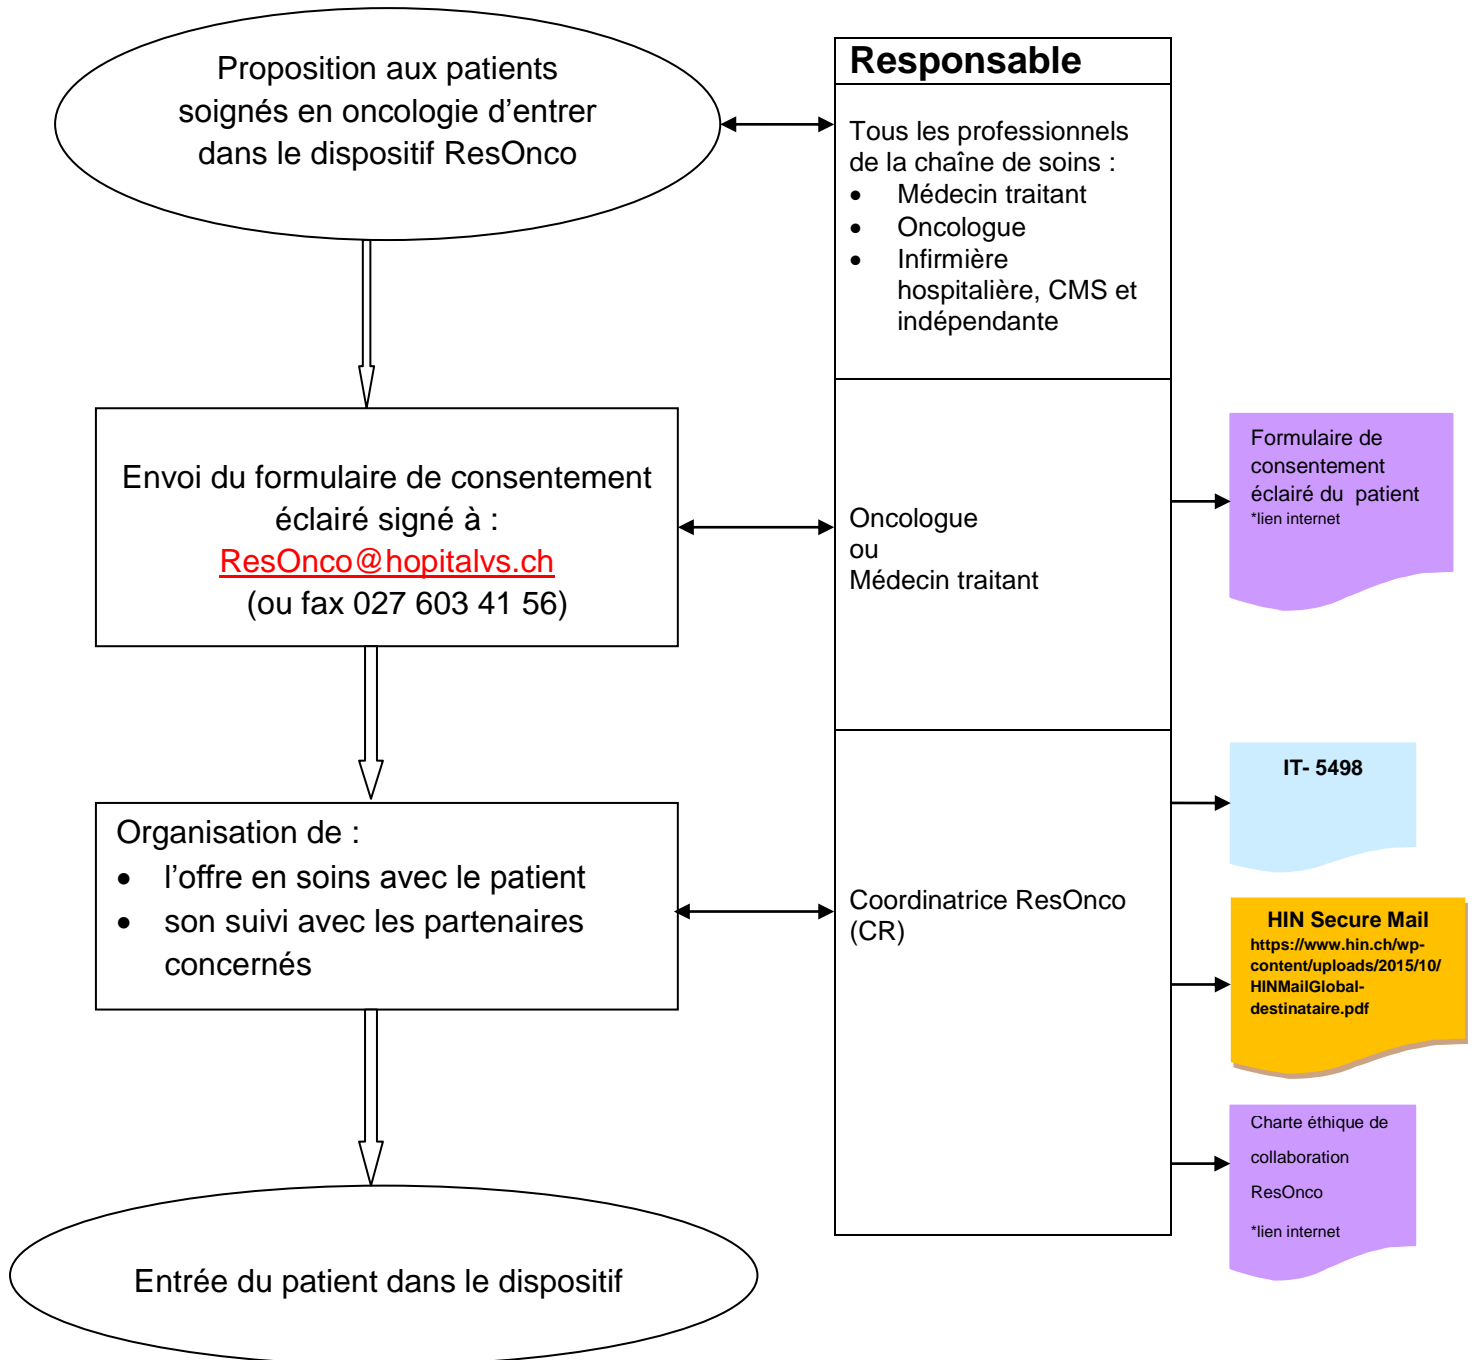 Proposition aux patients
soignés en oncologie d’entrer
dans le dispositif ResOnco
Responsable
Tous les professionnels
de la chaîne de soins :
• Médecin traitant
• Oncologue
• Infirmière
hospitalière, CMS et
indépendante
Envoi du formulaire de consentement
éclairé signé à :
ResOnco@hopitalvs.ch
(ou fax 027 603 41 56)
Oncologue
ou
Médecin traitant
Formulaire de
consentement
éclairé du patient
*lien internet
Organisation de :
• l’offre en soins avec le patient
• son suivi avec les partenaires
concernés
Coordinatrice ResOnco
(CR)
IT- 5498
HIN Secure Mail
https://www.hin.ch/wp-
content/uploads/2015/10/
HINMailGlobal-
destinataire.pdf
Charte éthique de
collaboration
ResOnco
*lien internet
Entrée du patient dans le dispositif